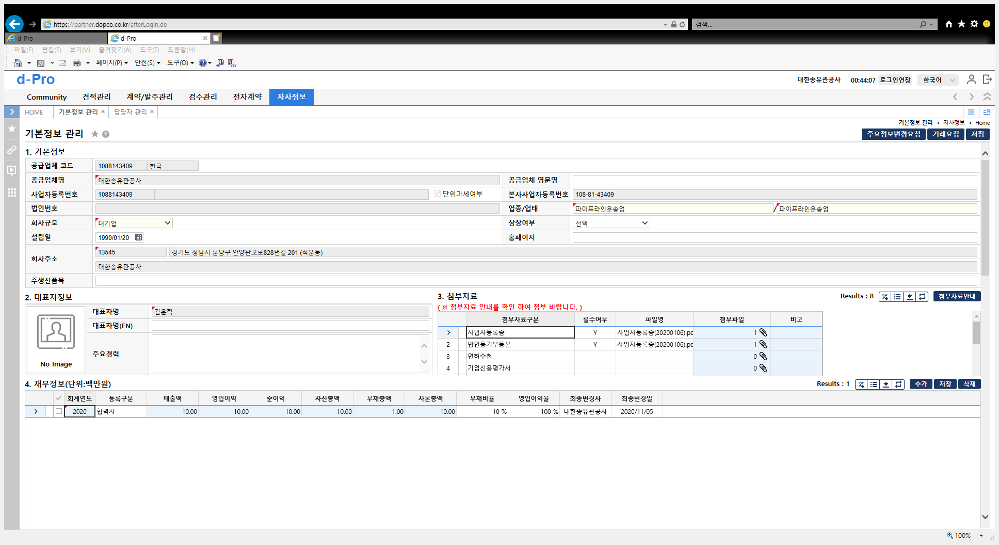 https://partner.dopco.co.kr/afterLogin.do
검색...
d-Pro
d-Pro
파일(F) 편집(E) 보기(V) 즐겨찾기(A) 도구(T) 도움말(H)
페이지(P) 안전(S) 도구(O)
d-Pro
대한송유관공사 00:44:07 로그인연장 한국어
Community 견적관리 계약/발주관리 검수관리 전자계약 자사정보
HOME 기본정보 관리 담당자 관리
기본정보 관리 < 자사정보 < Home
기본정보 관리
주요정보변경요청 거래요청 저장
1. 기본정보
공급업체 코드 1088143409 한국
공급업체명 대한송유관공사 공급업체 영문명
사업자등록번호 1088143409 단위과세여부 본사사업자등록번호 108-81-43409
법인번호 업종/업태 파이프라인운송업 / 파이프라인운송업
회사규모 대기업 상장여부 선택
설립일 1990/01/20 홈페이지
회사주소 13545 경기도 성남시 분당구 안양판교로828번길 201 (석운동)
대한송유관공사
주생산품목
2. 대표자정보
대표자명 김운학
대표자명(EN)
주요경력
No Image
3. 첨부자료
Results : 8 첨부자료안내
( ※ 첨부자료 안내를 확인 하여 첨부 바랍니다. )
첨부자료구분 필수여부 파일명 첨부파일 비고
사업자등록증 Y 사업자등록증(20200106).pc 1
2 법인등기부등본 Y 사업자등록증(20200106).pc 1
3 면허수첩 0
4 기업신용평가서 0
4. 재무정보(단위:백만원)
Results : 1 추가 저장 삭제
회계연도 등록구분 매출액 영업이익 순이익 자산총액 부채총액 자본총액 부채비율 영업이익율 최종변경자 최종변경일
2020 협력사 10.00 10.00 10.00 10.00 1.00 10.00 10 % 100 % 대한송유관공사 2020/11/05
100%